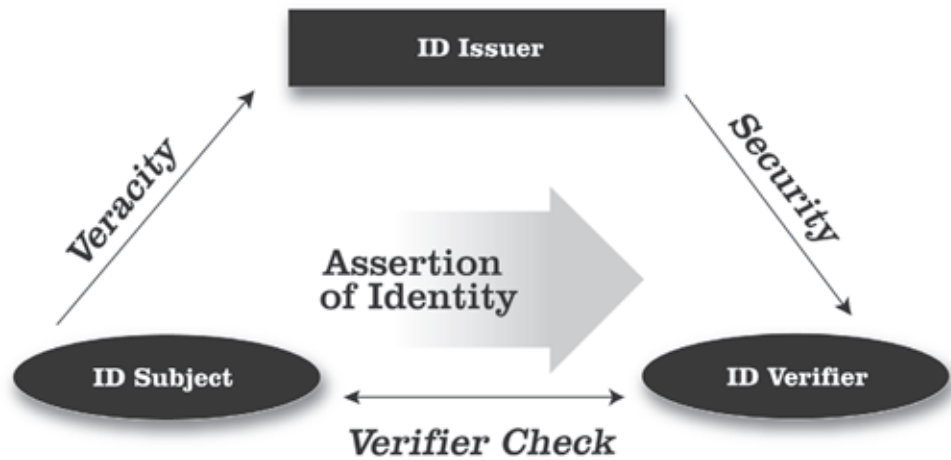 ID Issuer
Veracity
Security
Assertion
of Identity
ID Subject
ID Verifier
Verifier Check